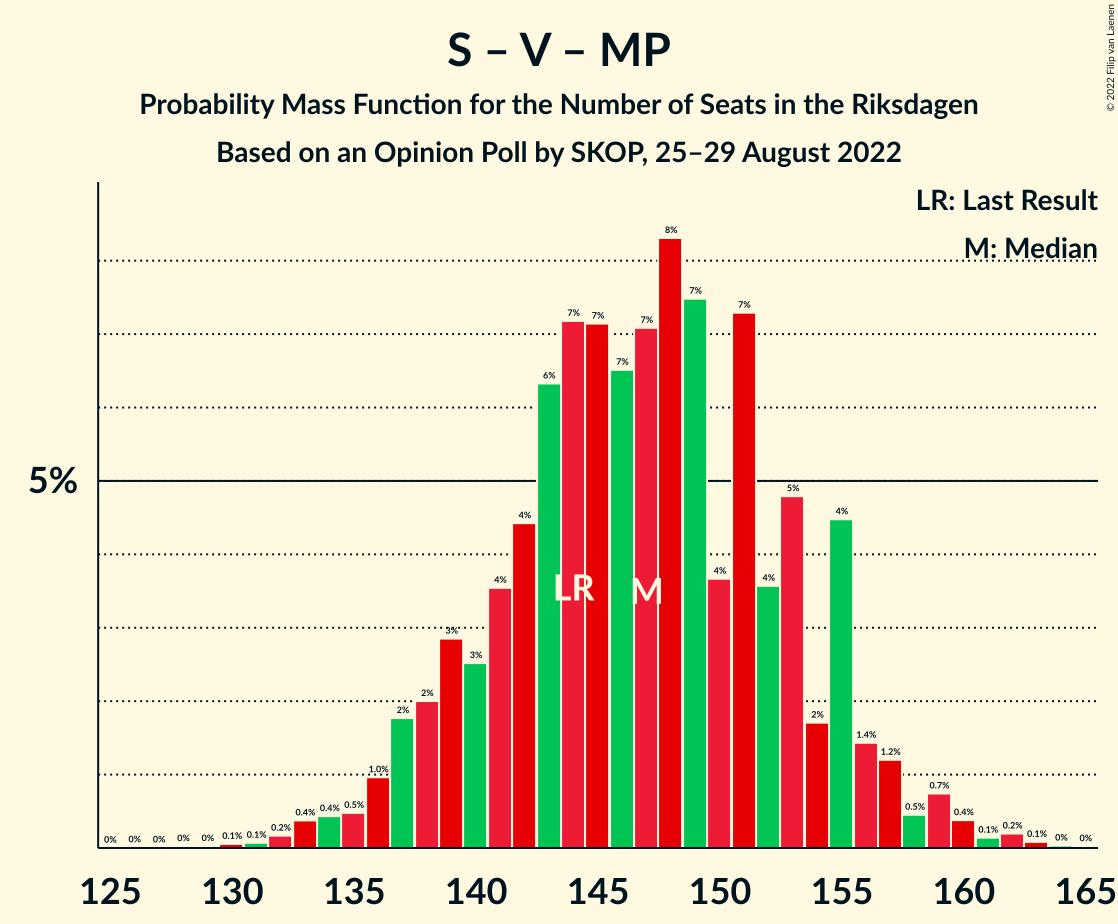 S – V – MP
Probability Mass Function for the Number of Seats in the Riksdagen
Based on an Opinion Poll by SKOP, 25–29 August 2022
© 2022 Filip van Laenen
LR: Last Result
M: Median
5%
0% 0% 0% 0% 0% 0.1% 0.1% 0.2% 0.4% 0.4% 0.5% 1.0% 2% 2% 3% 3% 4% 4% 6% 7% 7% 7% 7% 8% 7% 4% 7% 4% 5% 2% 4% 1.4% 1.2% 0.5% 0.7% 0.4% 0.1% 0.2% 0.1% 0% 0%
LR M
125 130 135 140 145 150 155 160 165